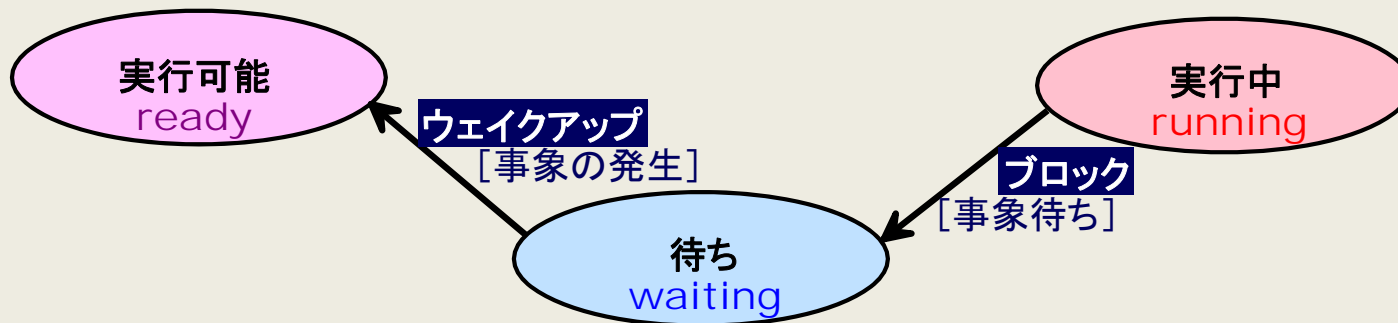 実行可能
ready
実行中
running
ウェイクアップ
[事象の発生]
ブロック
[事象待ち]
待ち
waiting